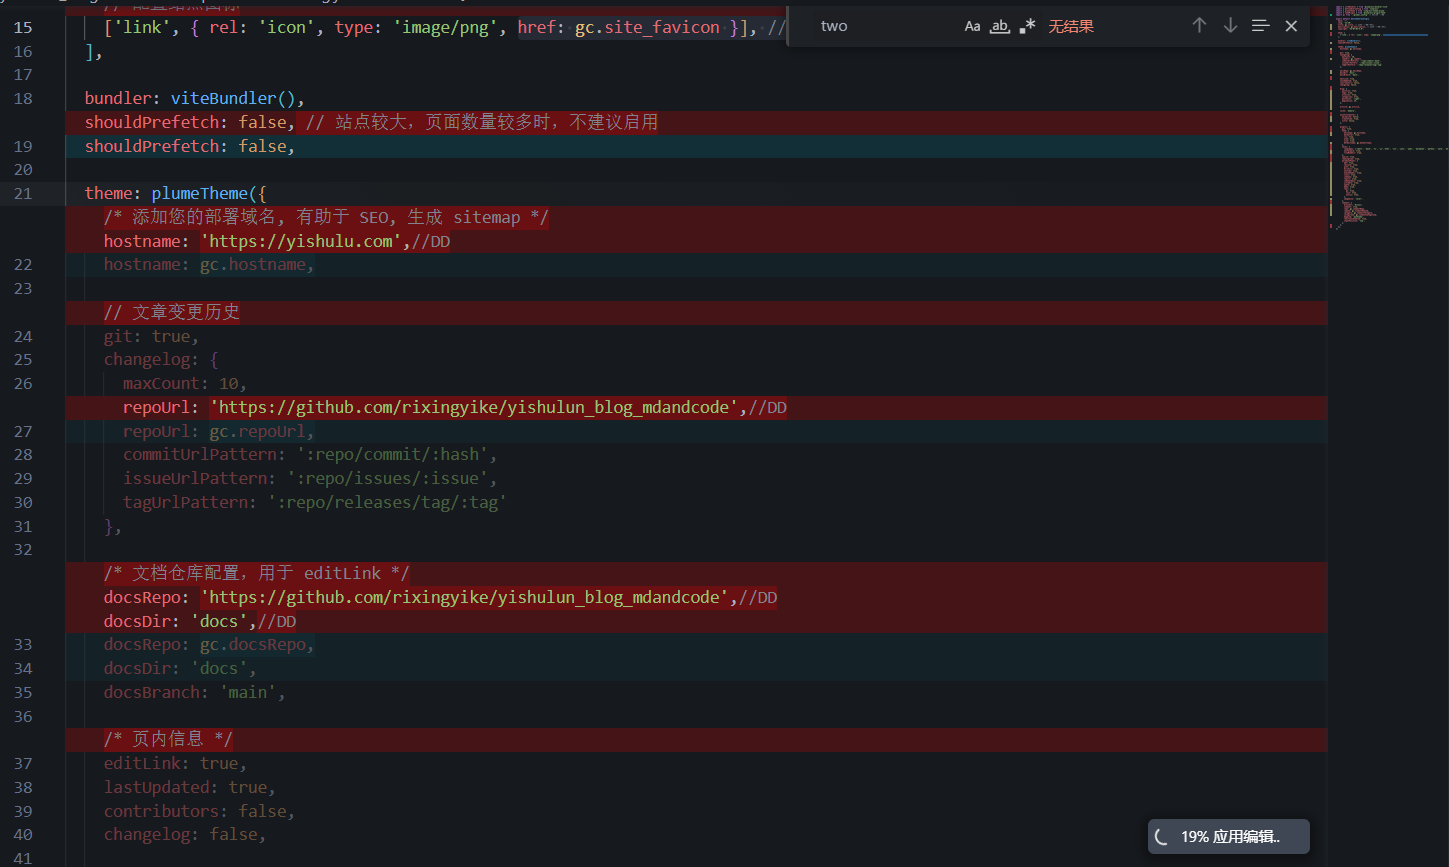 // 配置站点图标
15 ['link', { rel: 'icon', type: 'image/png', href: gc.site_favicon }], //
two Aa ab .* 无结果
16 ],
17
18 bundler: viteBundler(),
shouldPrefetch: false, // 站点较大，页面数量较多时，不建议启用
19 shouldPrefetch: false,
20
21 theme: plumeTheme({
/* 添加您的部署域名, 有助于 SEO, 生成 sitemap */
hostname: 'https://yishulu.com',//DD
22 hostname: gc.hostname,
23
// 文章变更历史
24 git: true,
25 changelog: {
26 maxCount: 10,
repoUrl: 'https://github.com/rixingyike/yishulun_blog_mdandcode',//DD
27 repoUrl: gc.repoUrl,
28 commitUrlPattern: ':repo/commit/:hash',
29 issueUrlPattern: ':repo/issues/:issue',
30 tagUrlPattern: ':repo/releases/tag/:tag'
31 },
32
/* 文档仓库配置，用于 editLink */
docsRepo: 'https://github.com/rixingyike/yishulun_blog_mdandcode',//DD
docsDir: 'docs',//DD
33 docsRepo: gc.docsRepo,
34 docsDir: 'docs',
35 docsBranch: 'main',
36
/* 页内信息 */
37 editLink: true,
38 lastUpdated: true,
39 contributors: false,
40 changelog: false,
19% 应用编辑..
41